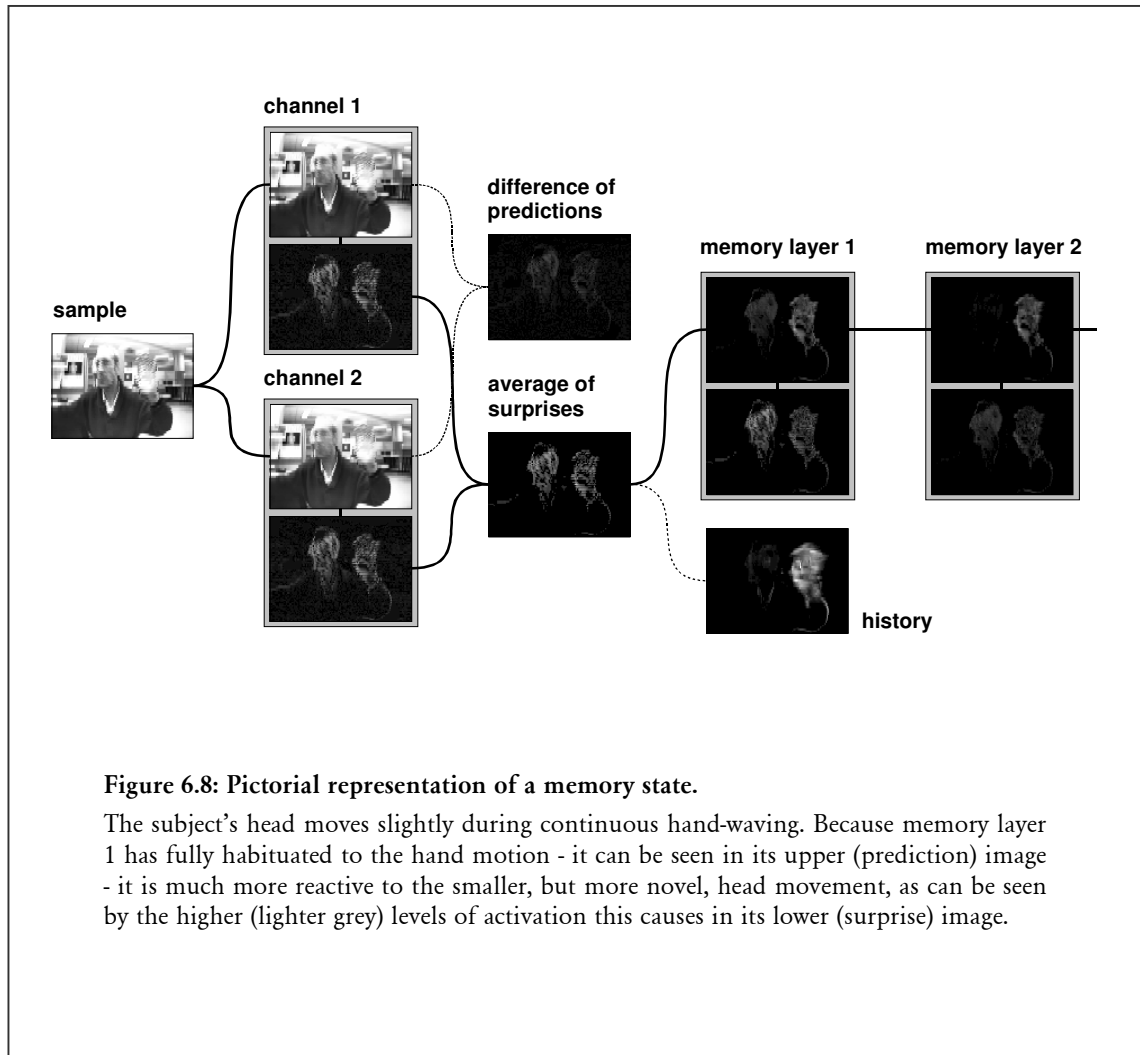 channel 1
difference of
predictions
memory layer 1
memory layer 2
sample
channel 2
average of
surprises
history
Figure 6.8: Pictorial representation of a memory state.
The subject's head moves slightly during continuous hand-waving. Because memory layer
1 has fully habituated to the hand motion - it can be seen in its upper (prediction) image
- it is much more reactive to the smaller, but more novel, head movement, as can be seen
by the higher (lighter grey) levels of activation this causes in its lower (surprise) image.